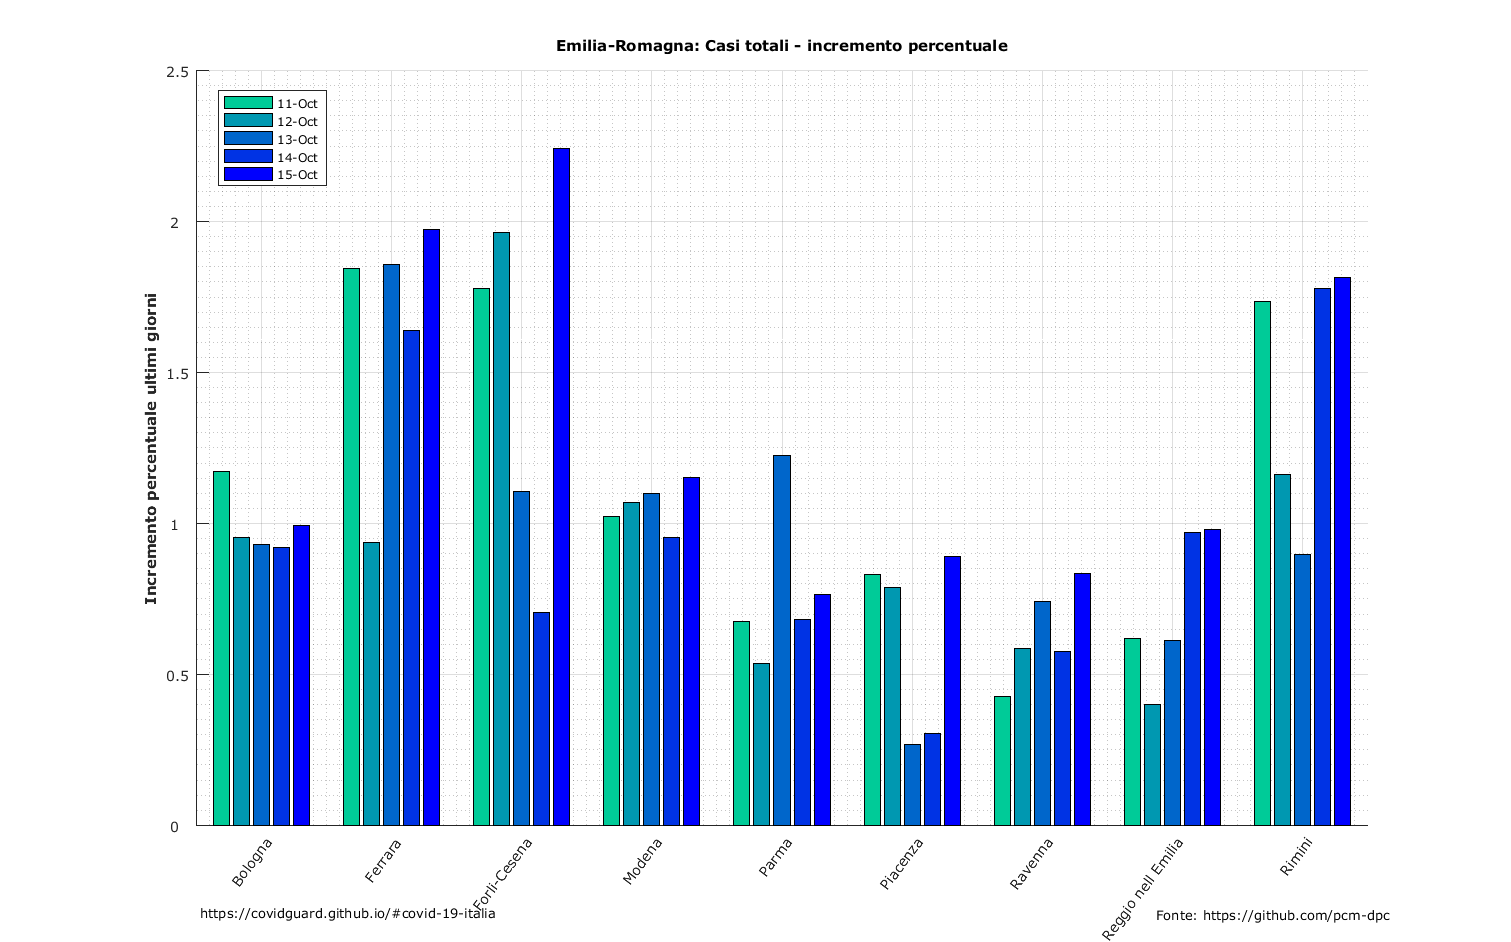 Emilia-Romagna: Casi totali - incremento percentuale
2.5
2
1.5
1
0.5
0
Incremento percentuale ultimi giorni
11-Oct
12-Oct
13-Oct
14-Oct
15-Oct
Bologna
Ferrara
Forlì-Cesena
Modena
Parma
Piacenza
Ravenna
Reggio nell Emilia
Rimini
https://covidguard.github.io/#covid-19-italia
Fonte: https://github.com/pcm-dpc